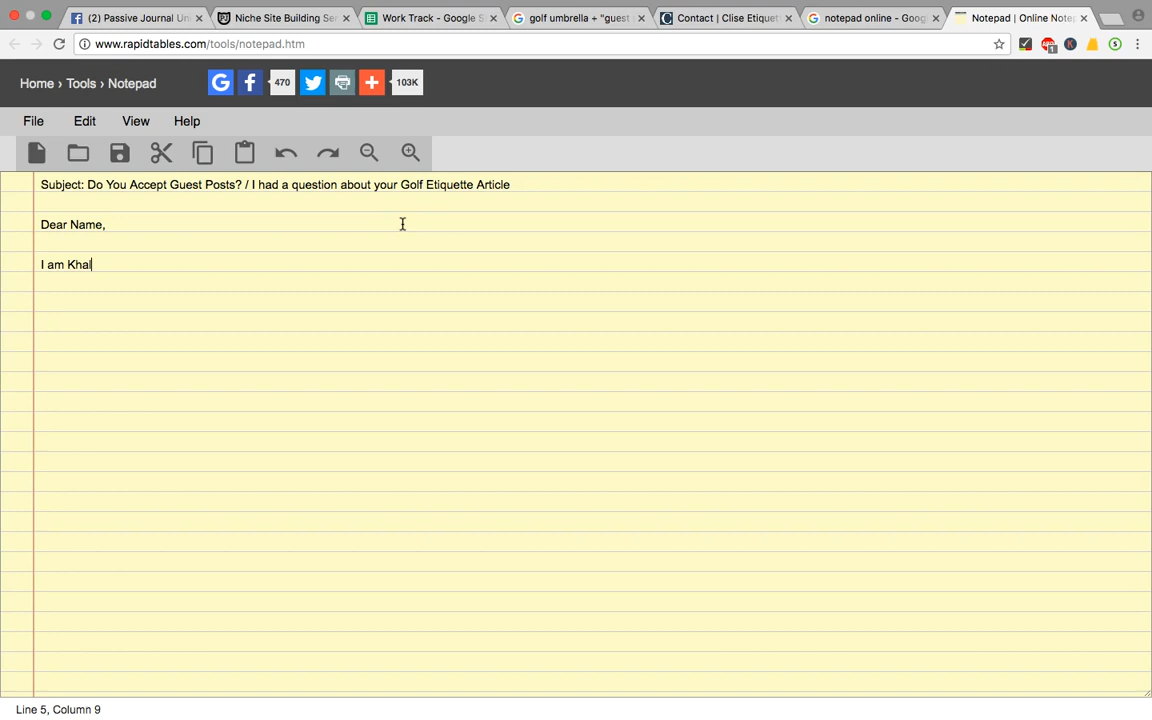 (2) Passive Journal Un
Niche Site Building Se
Work Track - Google S
golf umbrella + "guest
Contact | Clise Etiquet
notepad online - Goog
Notepad | Online Note
www.rapidtables.com/tools/notepad.htm
Home › Tools › Notepad
470
103K
File Edit View Help
Subject: Do You Accept Guest Posts? / I had a question about your Golf Etiquette Article
Dear Name,
I am Khal
Line 5, Column 9